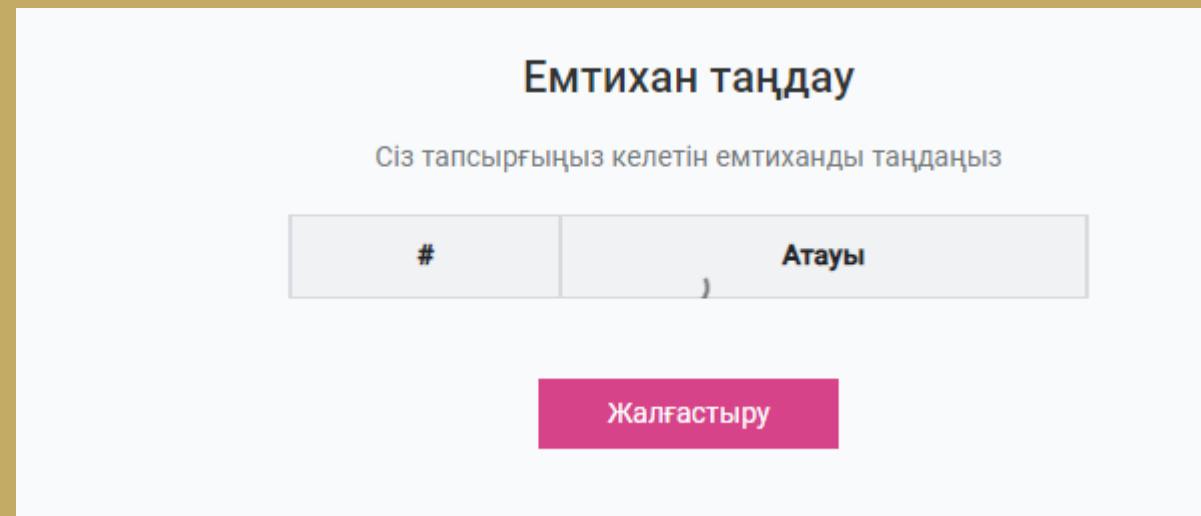 Емтихан таңдау
Сіз тапсырғыңыз келетін емтиханды таңдаңыз
# Атауы
Жалғастыру